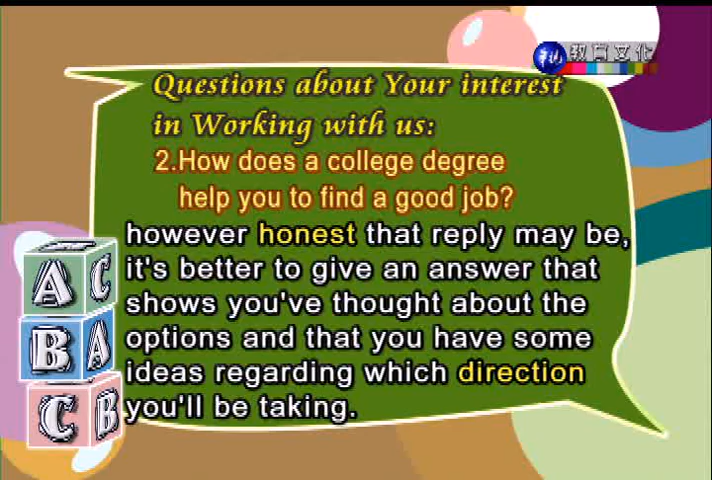 華視 教育文化
Questions about Your interest
in Working with us:
2.How does a college degree
help you to find a good job?
however honest that reply may be,
it's better to give an answer that
shows you've thought about the
options and that you have some
ideas regarding which direction
you'll be taking.
A C
B A
C B